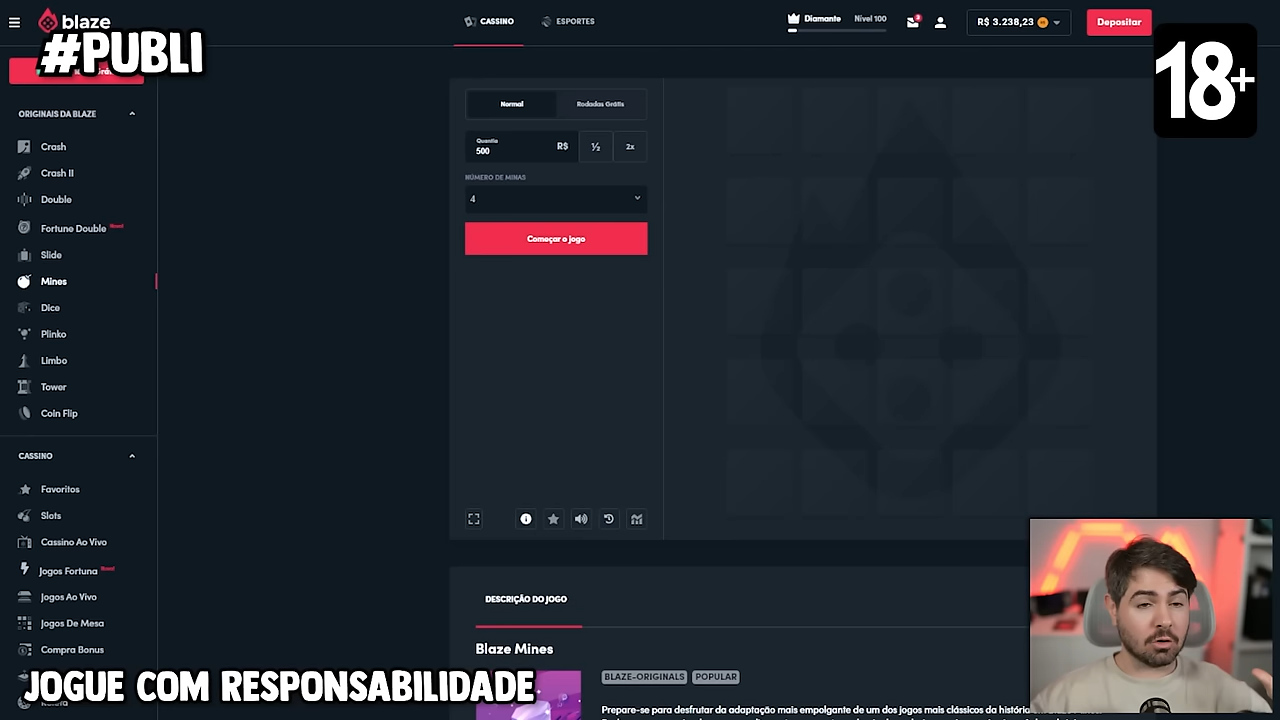 blaze
CASSINO
ESPORTES
Diamante
Nível 100
R$ 3.238,23
Depositar
#PUBLI
18+
ORIGINAIS DA BLAZE
Crash
Crash II
Double
Fortune Double
Slide
Mines
Dice
Plinko
Limbo
Tower
Coin Flip
CASSINO
Favoritos
Slots
Cassino Ao Vivo
Jogos Fortuna
Jogos Ao Vivo
Jogos De Mesa
Compra Bonus
Normal
Rodadas Grátis
Quantia
500
R$
½
2x
NÚMERO DE MINAS
4
Começar o jogo
DESCRIÇÃO DO JOGO
Blaze Mines
BLAZE-ORIGINALS
POPULAR
Prepare-se para desfrutar da adaptação mais empolgante de um dos jogos mais clássicos da história
JOGUE COM RESPONSABILIDADE